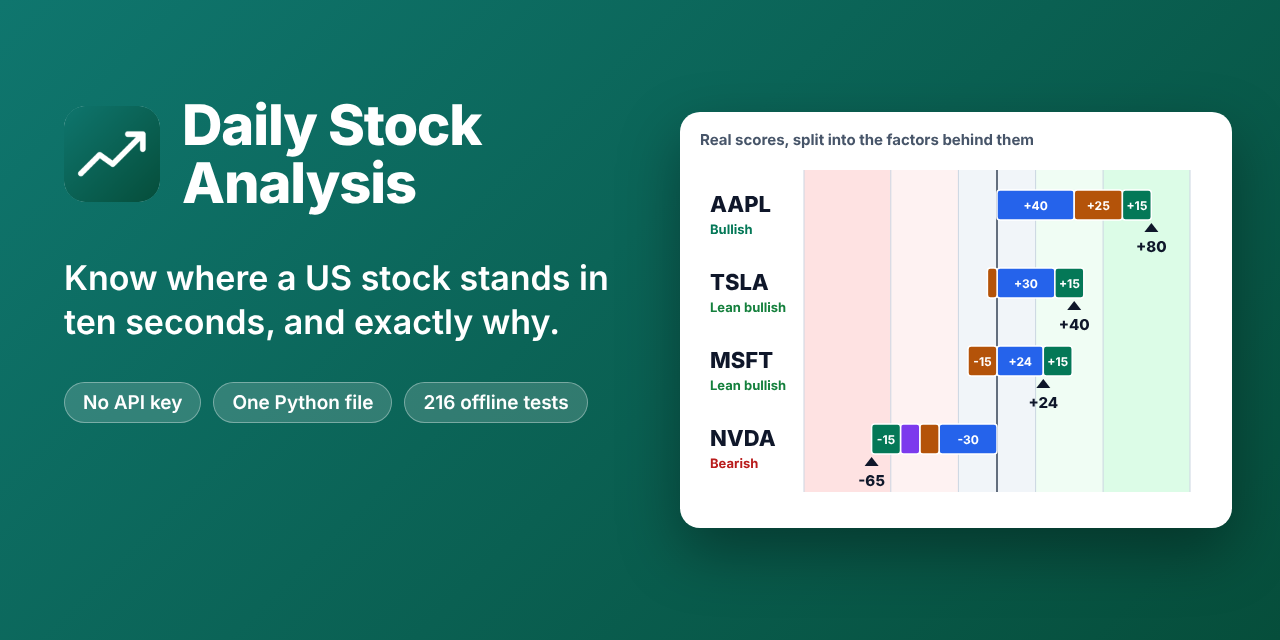 Daily Stock
Analysis
Know where a US stock stands in
ten seconds, and exactly why.
No API key
One Python file
216 offline tests
Real scores, split into the factors behind them
AAPL
Bullish
+40
+25
+15
+80
TSLA
Lean bullish
+30
+15
+40
MSFT
Lean bullish
-15
+24
+15
+24
NVDA
Bearish
-15
-30
-65